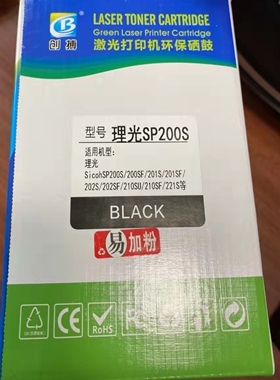 CB
创博
LASER TONER CARTRIDGE
Green Laser Printer Cartridge
激光打印机环保硒鼓
型号 理光SP200S
适用机型：
理光
SicohSP200S/200SF/201S/201SF/
202S/202SF/210SU/210SF/221S等
BLACK
易加粉
CE
RoHS